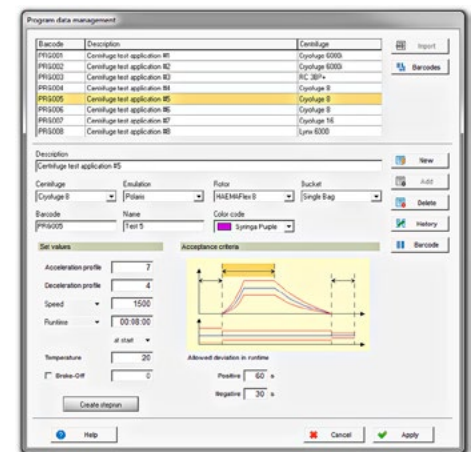 Program data management
Barcode Description Centrifuge
PRG001 Centrifuge test application #1 Cryofuge 6000i
PRG002 Centrifuge test application #2 Cryofuge 6000i
PRG003 Centrifuge test application #3 RC 3BP+
PRG004 Centrifuge test application #4 Cryofuge 8
PRG005 Centrifuge test application #5 Cryofuge 8
PRG006 Centrifuge test application #6 Cryofuge 8
PRG007 Centrifuge test application #7 Cryofuge 16
PRG008 Centrifuge test application #8 Lynx 6000
Import
Barcodes
Description
Centrifuge test application #5
New
Centrifuge Emulation Rotor Bucket
Add
Cryofuge 8 Polaris HAEMAFlex 8 Single Bag
Delete
Barcode Name Color code
PRG005 Test 5 Syringa Puple
History
Set values Acceptance criteria
Barcode
Acceleration profile 7
Deceleration profile 4
Speed 1500
Runtime 00:08:00
at start
Temperature 20
Allowed deviation in runtime
Brake-Off 0
Positive 60 s
Negative 30 s
Create steprun
Help Cancel Apply